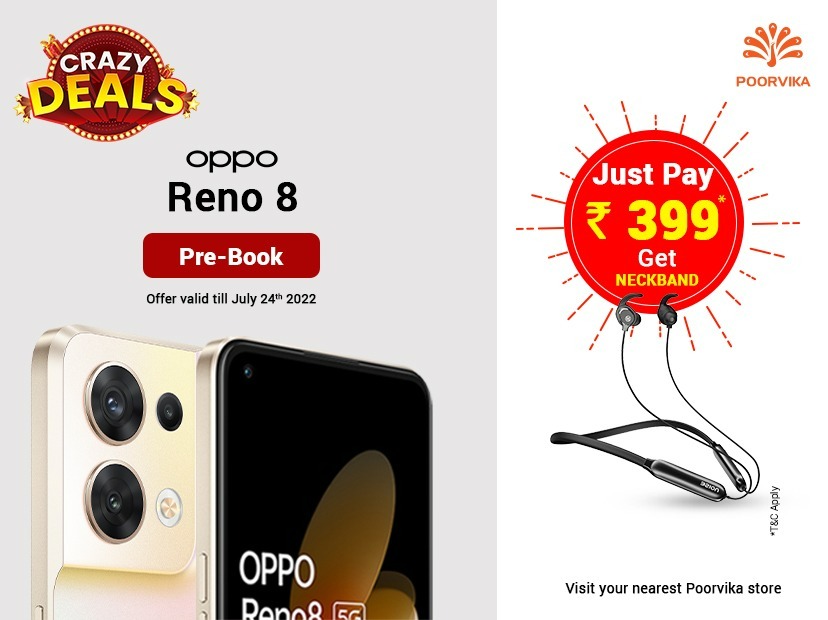 CRAZY
DEALS
oppo
Reno 8
Pre-Book
Offer valid till July 24th 2022
OPPO
Reno8 5G
POORVIKA
Just Pay
₹ 399*
Get
NECKBAND
UOIZE
*T&C Apply
Visit your nearest Poorvika store